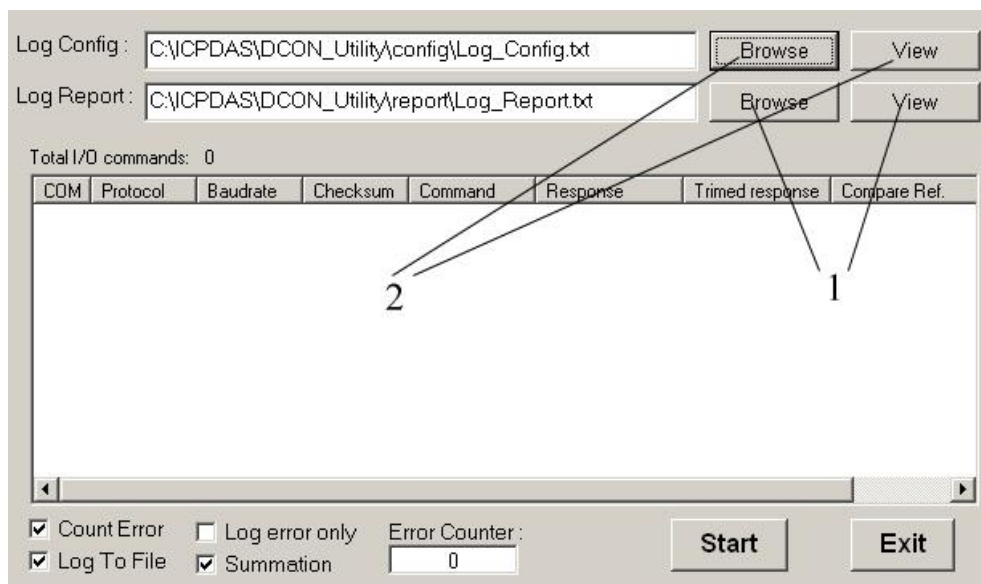 Log Config : C:\ICPDAS\DCON_Utility\config\Log_Config.txt Browse View
Log Report : C:\ICPDAS\DCON_Utility\report\Log_Report.txt Browse View
Total I/O commands: 0
COM Protocol Baudrate Checksum Command Response Trimed response Compare Ref.
2 1
Count Error Log error only Error Counter : Start Exit
Log To File Summation 0